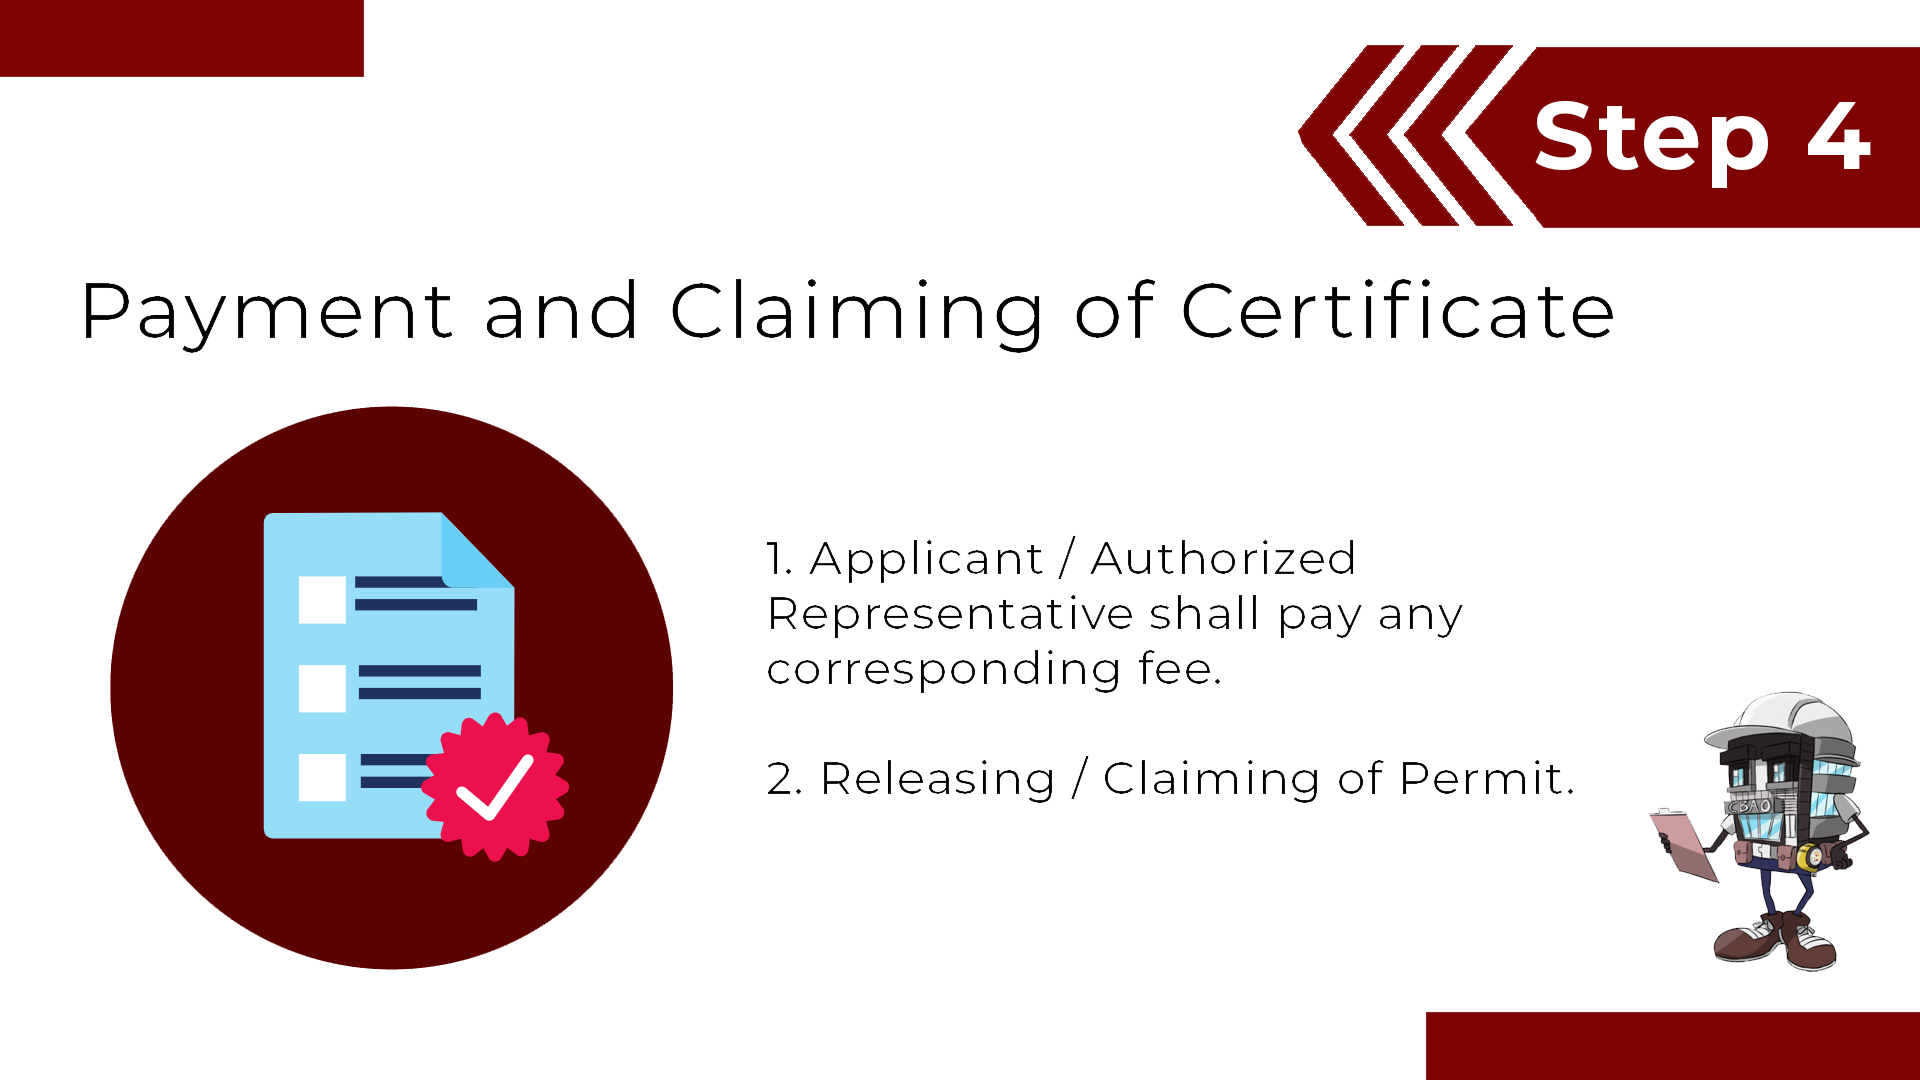 Step 4
Payment and Claiming of Certificate
1. Applicant / Authorized
Representative shall pay any
corresponding fee.
2. Releasing / Claiming of Permit.
CBAO